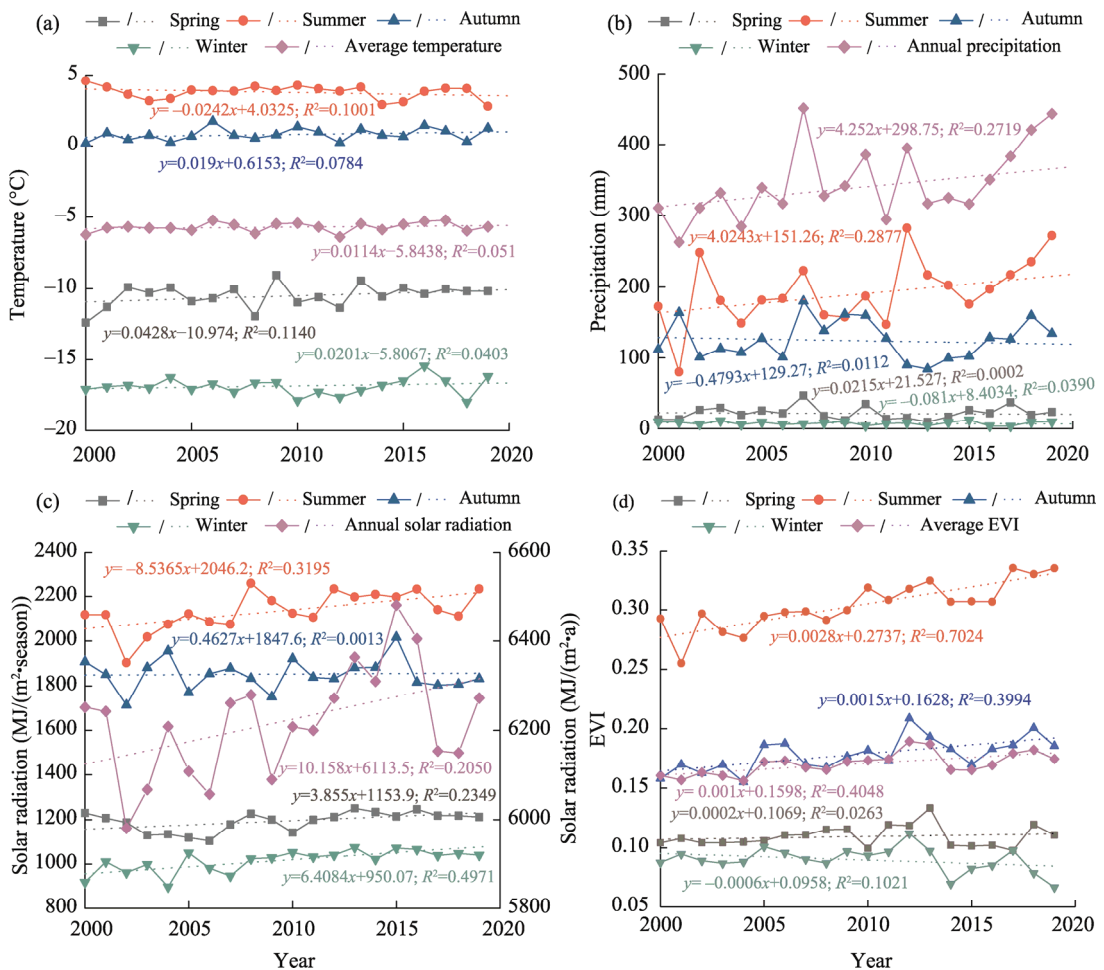 (a) /···· Spring /···· Summer /···· Autumn
/···· Winter /···· Average temperature
5
0
−5
−10
−15
−20
Temperature (°C)
y= −0.0242x+4.0325; R²=0.1001
y=0.019x+0.6153; R²=0.0784
y=0.0114x−5.8438; R²=0.051
y=0.0428x−10.974; R²=0.1140
y=0.0201x−5.8067; R²=0.0403
2000 2005 2010 2015 2020
(b) /···· Spring /···· Summer /···· Autumn
/···· Winter /···· Annual precipitation
500
400
300
200
100
0
Precipitation (mm)
y=4.252x+298.75; R²=0.2719
y=4.0243x+151.26; R²=0.2877
y= −0.4793x+129.27; R²=0.0112
y=0.0215x+21.527; R²=0.0002
y= −0.081x+8.4034; R²=0.0390
2000 2005 2010 2015 2020
(c) /···· Spring /···· Summer /···· Autumn
/···· Winter /···· Annual solar radiation
2400
2200
2000
1800
1600
1400
1200
1000
800
Solar radiation (MJ/(m²•season))
6600
6400
6200
6000
5800
Solar radiation (MJ/(m²•a))
y= −8.5365x+2046.2; R²=0.3195
y=0.4627x+1847.6; R²=0.0013
y=10.158x+6113.5; R²=0.2050
y=3.855x+1153.9; R²=0.2349
y=6.4084x+950.07; R²=0.4971
2000 2005 2010 2015 2020
Year
(d) /···· Spring /···· Summer /···· Autumn
/···· Winter /···· Average EVI
0.35
0.30
0.25
0.20
0.15
0.10
0.05
EVI
y=0.0028x+0.2737; R²=0.7024
y=0.0015x+0.1628; R²=0.3994
y=0.001x+0.1598; R²=0.4048
y=0.0002x+0.1069; R²=0.0263
y= −0.0006x+0.0958; R²=0.1021
2000 2005 2010 2015 2020
Year